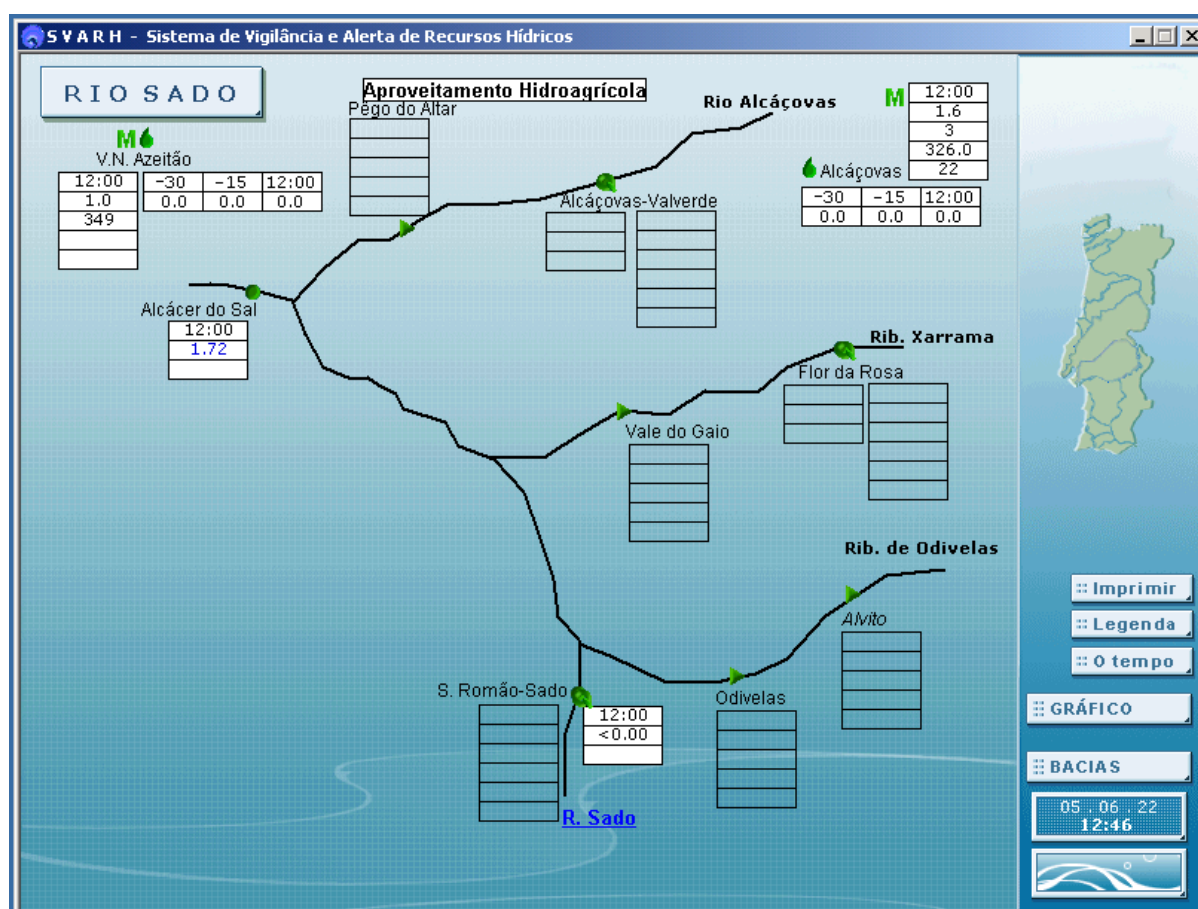 SVARH - Sistema de Vigilância e Alerta de Recursos Hídricos
RIO SADO
Aproveitamento Hidroagrícola
Pego do Altar
Rio Alcáçovas
M
12:00
1.6
3
326.0
22
M
V.N. Azeitão
12:00
1.0
349
-30 -15 12:00
0.0 0.0 0.0
Alcáçovas
-30 -15 12:00
0.0 0.0 0.0
Alcáçovas-Valverde
Alcácer do Sal
12:00
1.72
Rib. Xarrama
Flor da Rosa
Vale do Gaio
Rib. de Odivelas
Alvito
S. Romão-Sado
12:00
<0.00
Odivelas
R. Sado
Imprimir
Legenda
O tempo
GRÁFICO
BACIAS
05 . 06 . 22
12:46